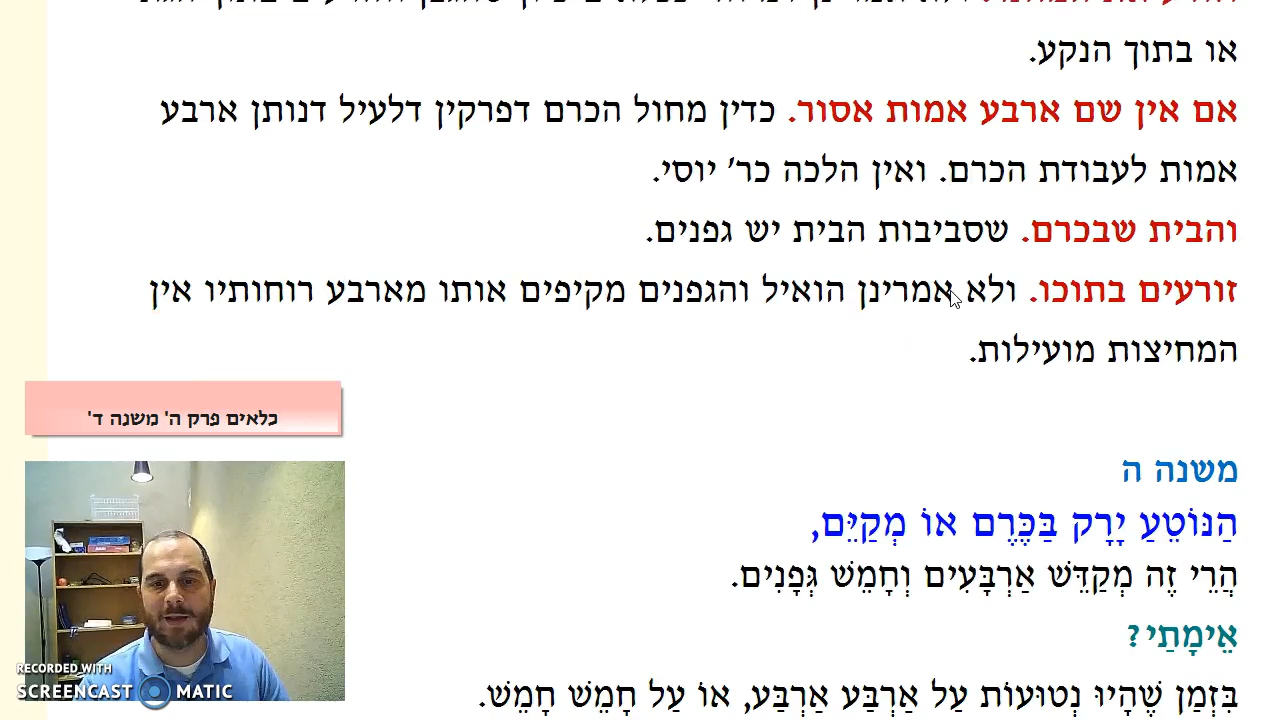 או בתוך הנקע.
אם אין שם ארבע אמות אסור. כדין מחול הכרם דפרקין דלעיל דנותן ארבע
אמות לעבודת הכרם. ואין הלכה כר' יוסי.
והבית שבכרם. שסביבות הבית יש גפנים.
זורעים בתוכו. ולא אמרינן הואיל והגפנים מקיפים אותו מארבע רוחותיו אין
המחיצות מועילות.
כלאים פרק ה' משנה ד'
משנה ה
הַנּוֹטֵעַ יָרָק בַּכֶּרֶם אוֹ מְקַיֵּם,
הֲרֵי זֶה מְקַדֵּשׁ אַרְבָּעִים וְחָמֵשׁ גְּפָנִים.
אֵימָתַי?
בִּזְמַן שֶׁהָיוּ נְטוּעוֹת עַל אַרְבַּע אַרְבַּע, אוֹ עַל חָמֵשׁ חָמֵשׁ.
RECORDED WITH
SCREENCAST MATIC